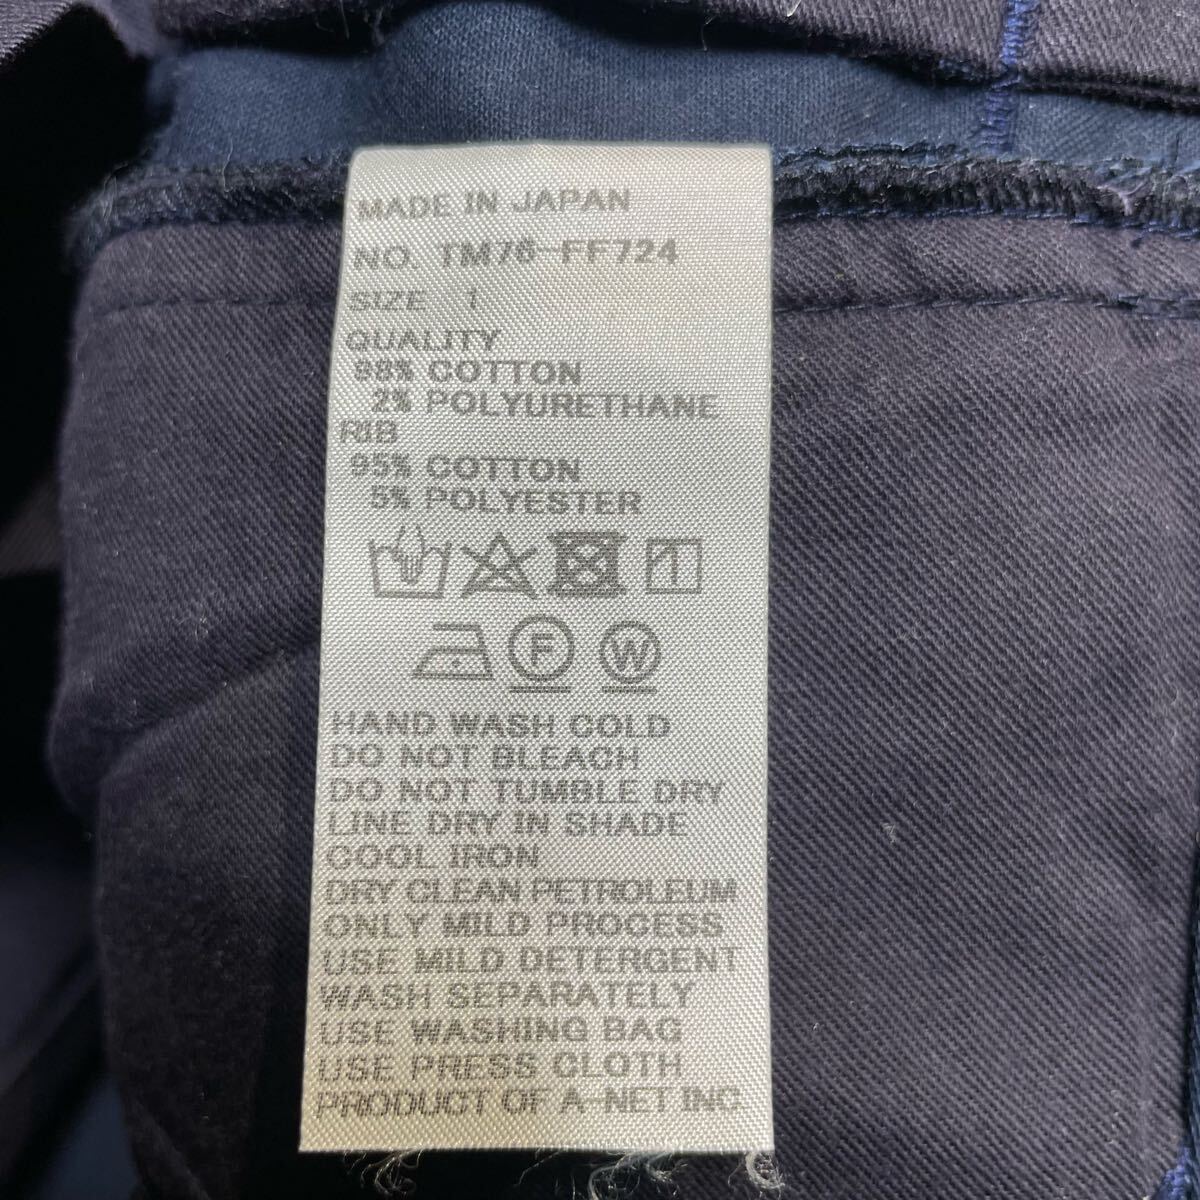 MADE IN JAPAN
NO. TM76-FF724
SIZE 1
QUALITY
98% COTTON
2% POLYURETHANE
RIB
95% COTTON
5% POLYESTER
F W
HAND WASH COLD
DO NOT BLEACH
DO NOT TUMBLE DRY
LINE DRY IN SHADE
COOL IRON
DRY CLEAN PETROLEUM
ONLY MILD PROCESS
USE MILD DETERGENT
WASH SEPARATELY
USE WASHING BAG
USE PRESS CLOTH
PRODUCT OF A-NET INC